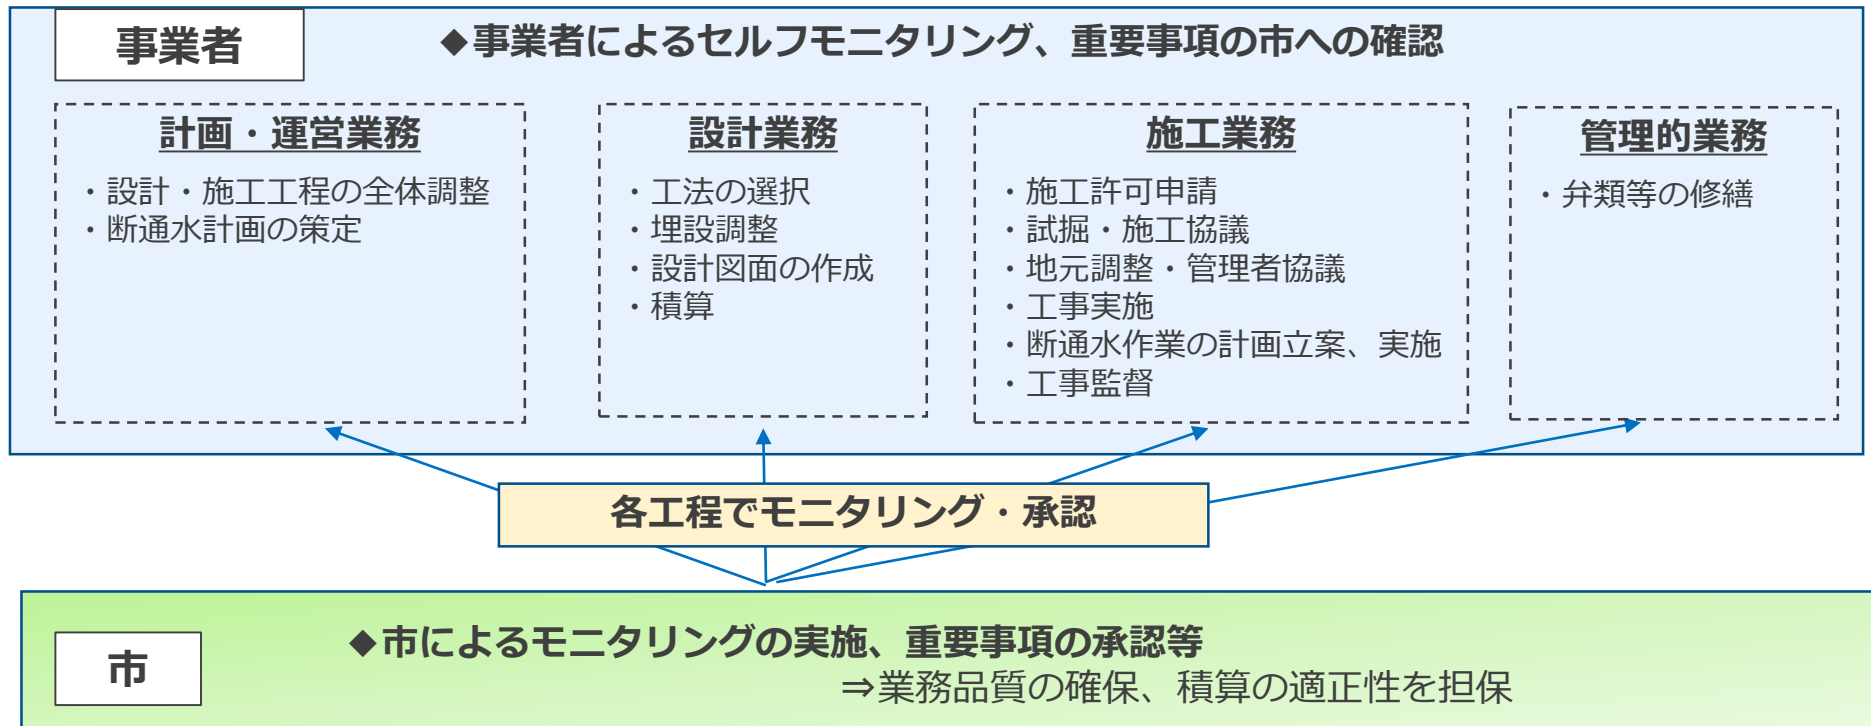 事業者
◆事業者によるセルフモニタリング、重要事項の市への確認
計画・運営業務
・設計・施工工程の全体調整
・断通水計画の策定
設計業務
・工法の選択
・埋設調整
・設計図面の作成
・積算
施工業務
・施工許可申請
・試掘・施工協議
・地元調整・管理者協議
・工事実施
・断通水作業の計画立案、実施
・工事監督
管理的業務
・弁類等の修繕
各工程でモニタリング・承認
市
◆市によるモニタリングの実施、重要事項の承認等
⇒業務品質の確保、積算の適正性を担保